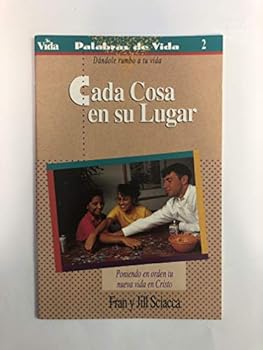 Vida
Palabras de Vida
2
Dándole rumbo a tu vida
Cada Cosa
en su Lugar
Poniendo en orden tu
nueva vida en Cristo
Fran y Jill Sciacca